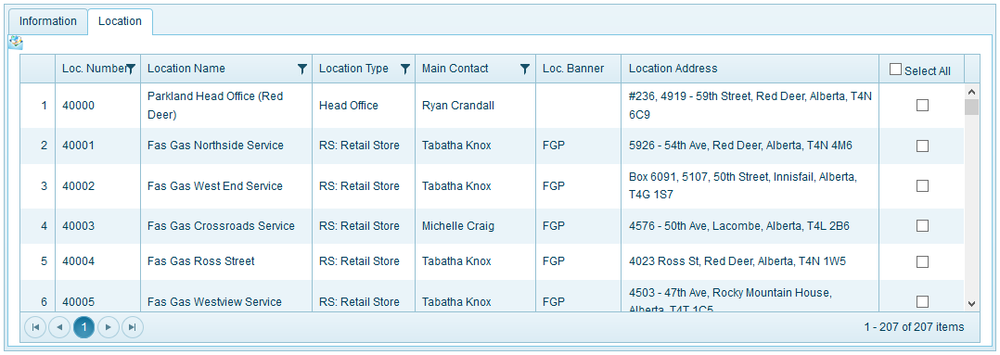 Information Location
Loc. Number Location Name Location Type Main Contact Loc. Banner Location Address Select All
1 40000 Parkland Head Office (Red Deer) Head Office Ryan Crandall #236, 4919 - 59th Street, Red Deer, Alberta, T4N 6C9
2 40001 Fas Gas Northside Service RS: Retail Store Tabatha Knox FGP 5926 - 54th Ave, Red Deer, Alberta, T4N 4M6
3 40002 Fas Gas West End Service RS: Retail Store Tabatha Knox FGP Box 6091, 5107, 50th Street, Innisfail, Alberta, T4G 1S7
4 40003 Fas Gas Crossroads Service RS: Retail Store Michelle Craig FGP 4576 - 50th Ave, Lacombe, Alberta, T4L 2B6
5 40004 Fas Gas Ross Street RS: Retail Store Tabatha Knox FGP 4023 Ross St, Red Deer, Alberta, T4N 1W5
6 40005 Fas Gas Westview Service RS: Retail Store Tabatha Knox FGP 4503 - 47th Ave, Rocky Mountain House, Alberta, T4T 1C5
1 1 - 207 of 207 items